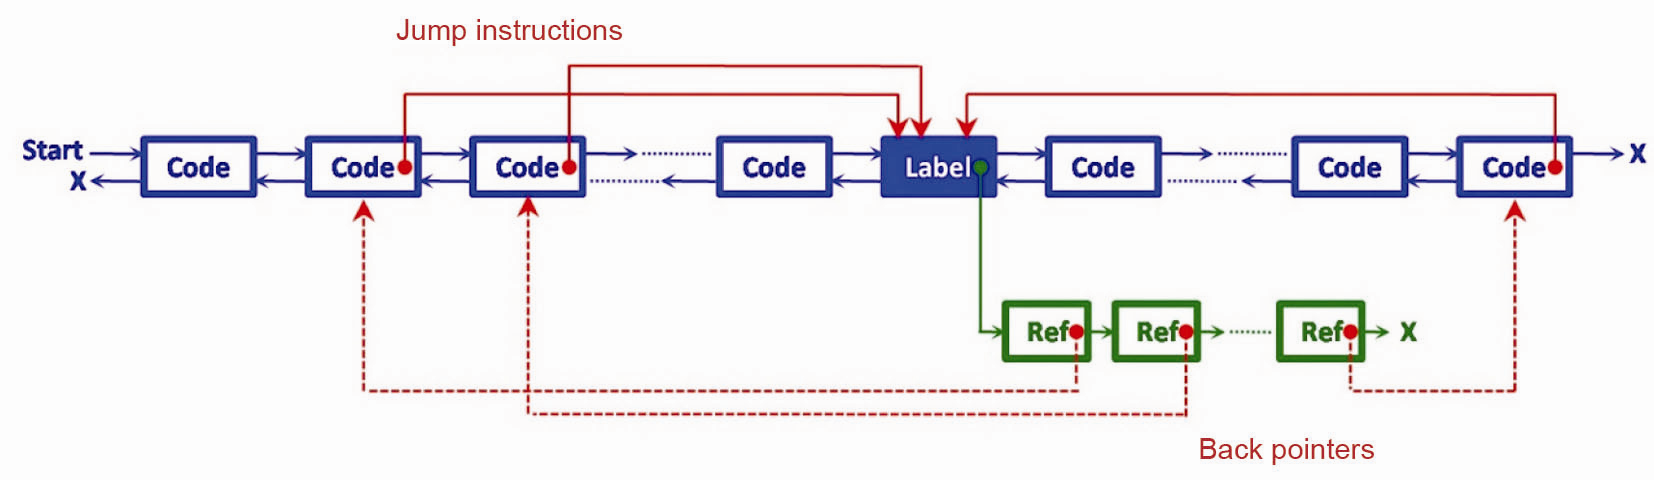 Jump instructions
Start Code Code Code Code Label Code Code Code X
X
Ref Ref Ref X
Back pointers